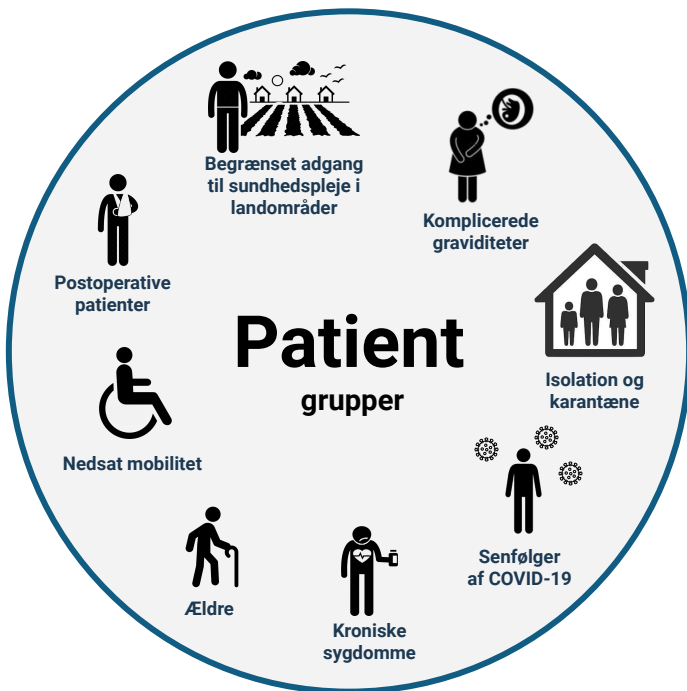 Begrænset adgang
til sundhedspleje i
landområder
Komplicerede
graviditeter
Postoperative
patienter
Patient
grupper
Isolation og
karantæne
Nedsat mobilitet
Senfølger
af COVID-19
Ældre
Kroniske
sygdomme